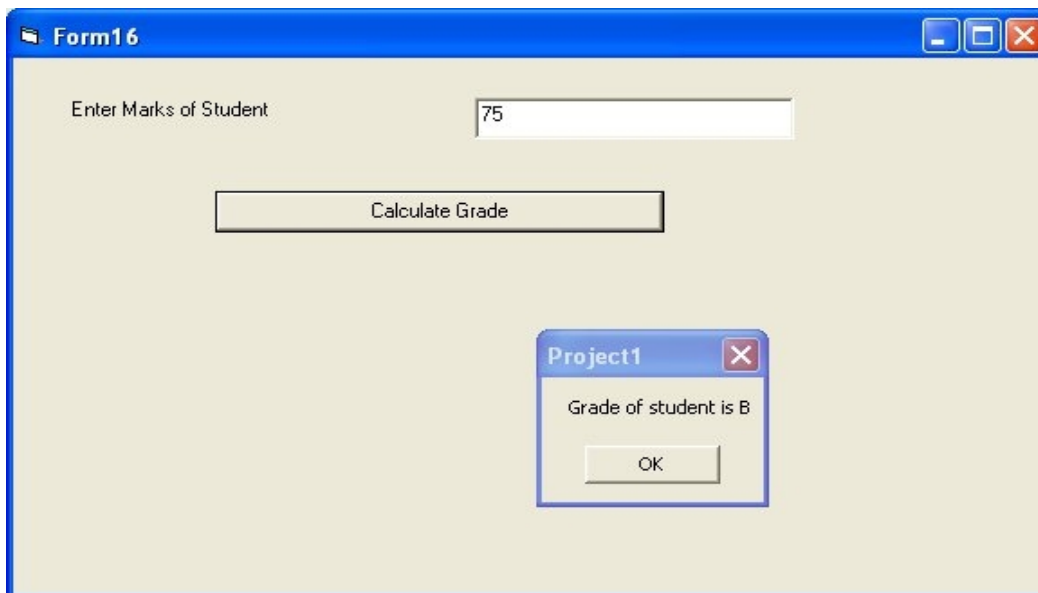 Form16
Enter Marks of Student
75
Calculate Grade
Project1
Grade of student is B
OK